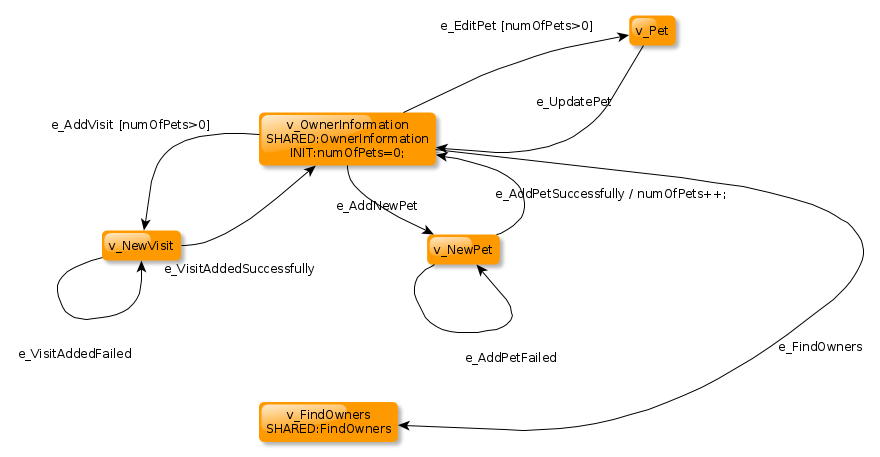 e_EditPet [numOfPets>0]
v_Pet
e_UpdatePet
e_AddVisit [numOfPets>0]
v_OwnerInformation
SHARED:OwnerInformation
INIT:numOfPets=0;
e_AddPetSuccessfully / numOfPets++;
e_AddNewPet
v_NewVisit
v_NewPet
e_VisitAddedSuccessfully
e_FindOwners
e_VisitAddedFailed
e_AddPetFailed
v_FindOwners
SHARED:FindOwners